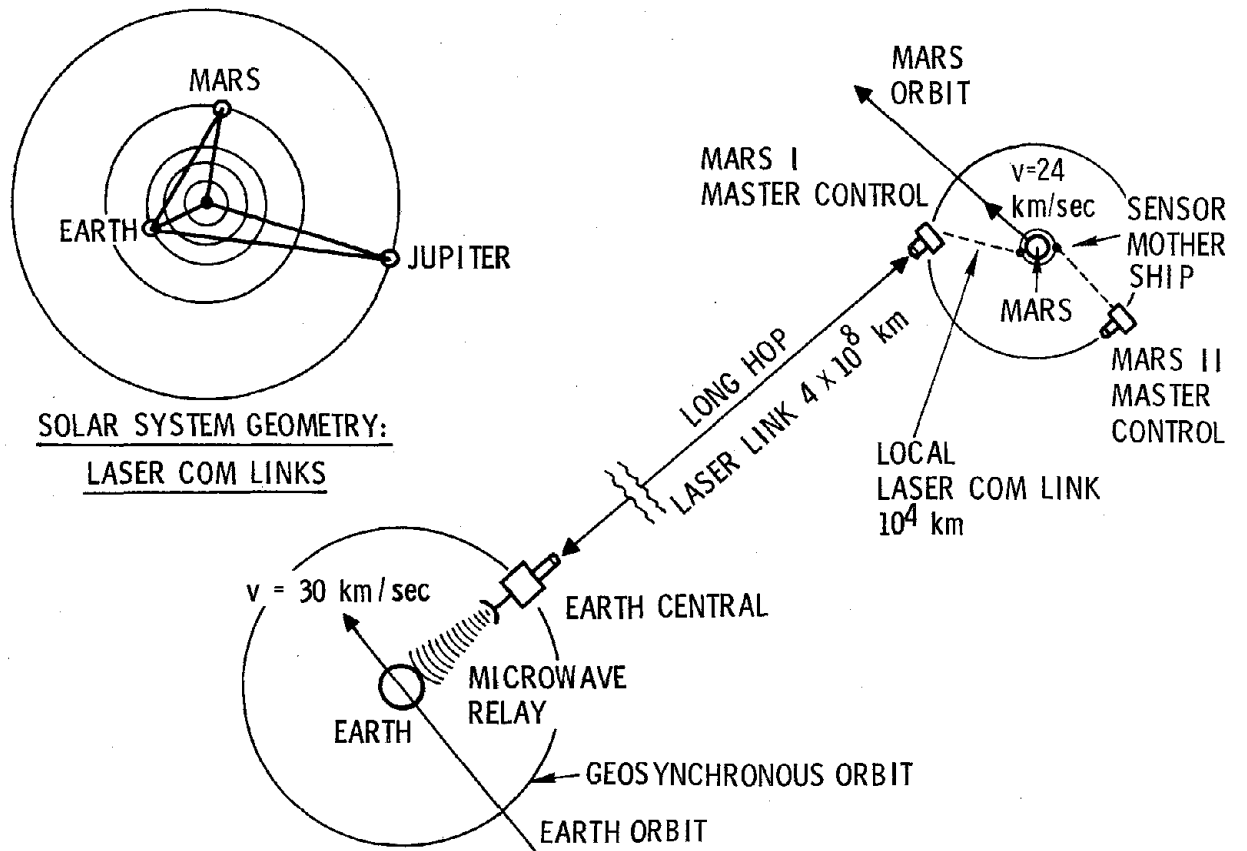 MARS
EARTH
JUPITER
SOLAR SYSTEM GEOMETRY:
LASER COM LINKS
MARS
ORBIT
MARS I
MASTER CONTROL
v=24
km/sec
SENSOR
MOTHER
SHIP
MARS
MARS II
MASTER
CONTROL
LONG HOP
LASER LINK 4 x 10^8 km
LOCAL
LASER COM LINK
10^4 km
v = 30 km/sec
EARTH CENTRAL
MICROWAVE
RELAY
EARTH
GEOSYNCHRONOUS ORBIT
EARTH ORBIT